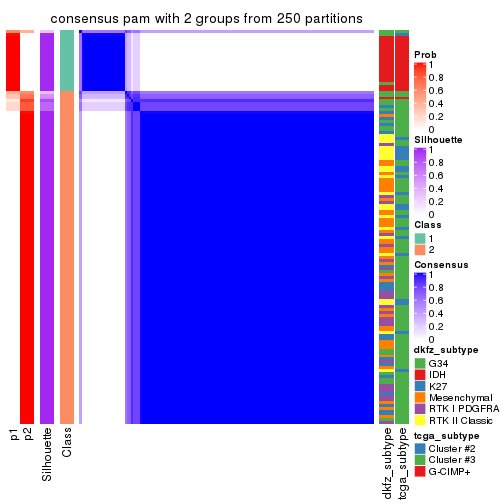 consensus pam with 2 groups from 250 partitions
Prob
1
0.8
0.6
0.4
0.2
0
Silhouette
1
0.8
0.6
0.4
0.2
0
Class
1
2
Consensus
1
0.8
0.6
0.4
0.2
0
dkfz_subtype
G34
IDH
K27
Mesenchymal
RTK I PDGFRA
RTK II Classic
tcga_subtype
Cluster #2
Cluster #3
G-CIMP+
p1
p2
Silhouette
Class
dkfz_subtype
tcga_subtype